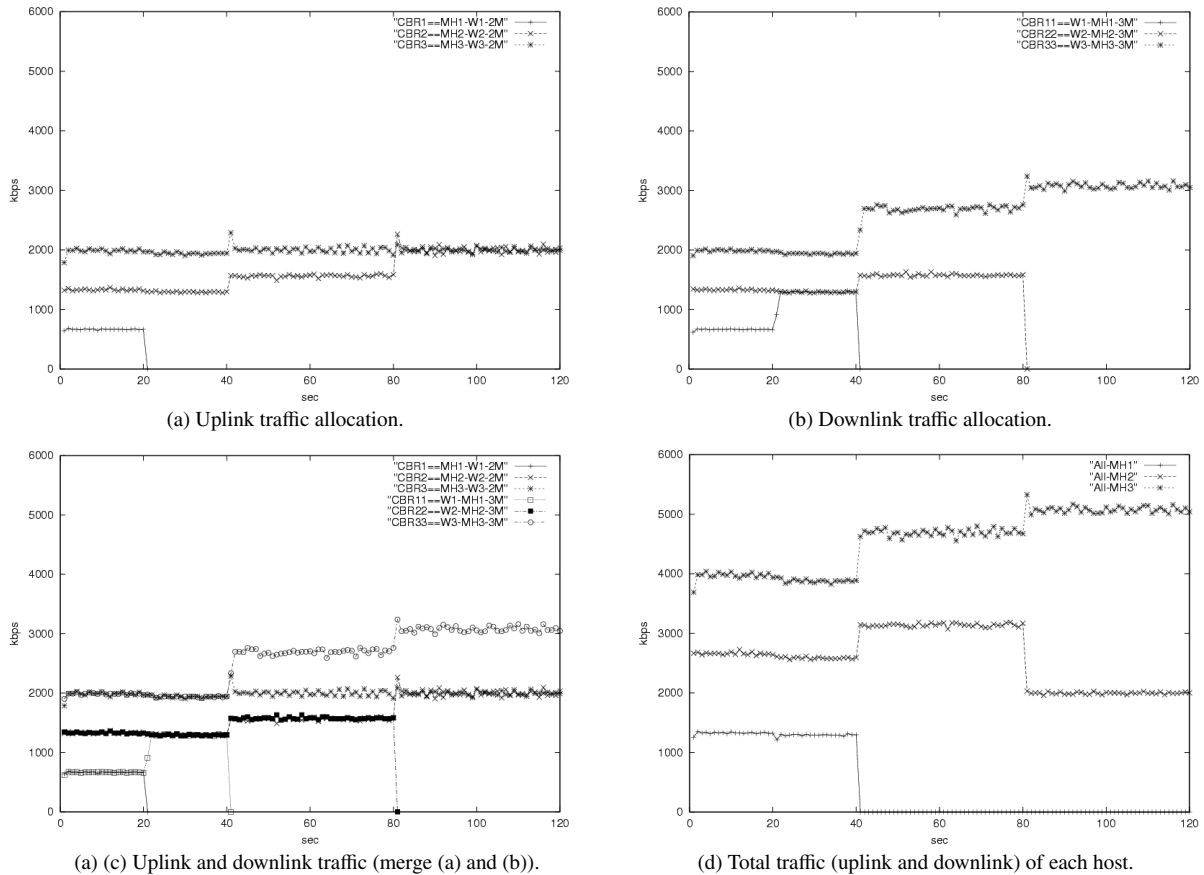 "CBR1==MH1-W1-2M"
"CBR2==MH2-W2-2M"
"CBR3==MH3-W3-2M"
6000
5000
4000
3000
2000
1000
0
kbps
0 20 40 60 80 100 120
sec
(a) Uplink traffic allocation.
"CBR11==W1-MH1-3M"
"CBR22==W2-MH2-3M"
"CBR33==W3-MH3-3M"
6000
5000
4000
3000
2000
1000
0
kbps
0 20 40 60 80 100 120
sec
(b) Downlink traffic allocation.
"CBR1==MH1-W1-2M"
"CBR2==MH2-W2-2M"
"CBR3==MH3-W3-2M"
"CBR11==W1-MH1-3M"
"CBR22==W2-MH2-3M"
"CBR33==W3-MH3-3M"
6000
5000
4000
3000
2000
1000
0
kbps
0 20 40 60 80 100 120
sec
(a) (c) Uplink and downlink traffic (merge (a) and (b)).
"All-MH1"
"All-MH2"
"All-MH3"
6000
5000
4000
3000
2000
1000
0
kbps
0 20 40 60 80 100 120
sec
(d) Total traffic (uplink and downlink) of each host.